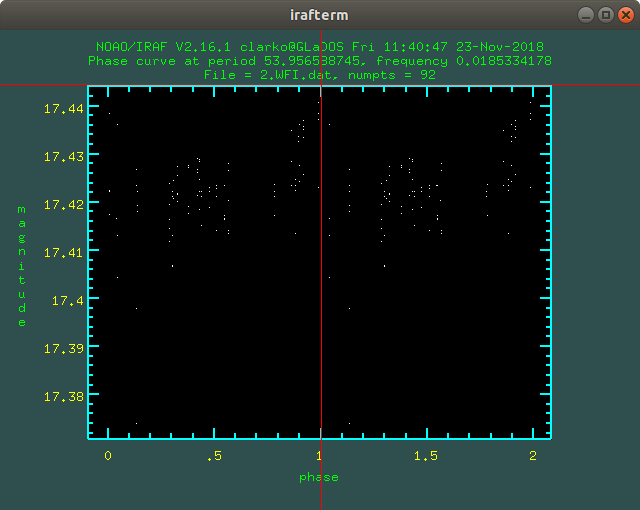 irafterm
NOAO/IRAF V2.16.1 clarko@GLaDOS Fri 11:40:47 23-Nov-2018
Phase curve at period 53.956538745, frequency 0.0185334178
File = 2.WFI.dat, numpts = 92
17.44
17.43
17.42
17.41
17.4
17.39
17.38
magnitude
0 .5 1 1.5 2
phase